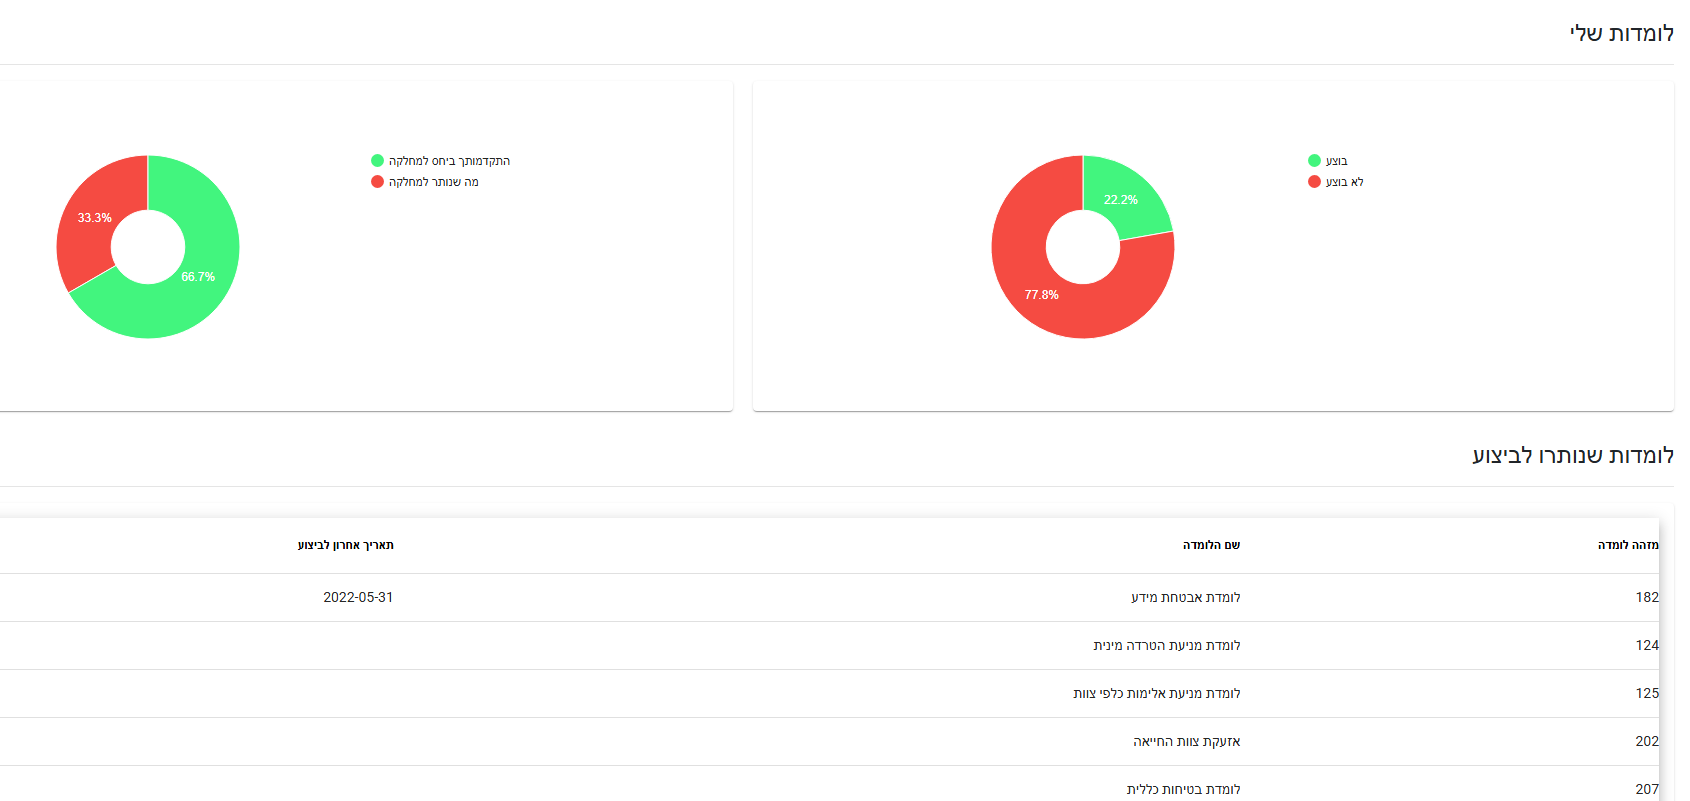 לומדות שלי
בוצע
לא בוצע
22.2%
77.8%
התקדמותך ביחס למחלקה
מה שנותר למחלקה
33.3%
66.7%
לומדות שנותרו לביצוע
מזהה לומדה שם הלומדה תאריך אחרון לביצוע
182 לומדת אבטחת מידע 2022-05-31
124 לומדת מניעת הטרדה מינית
125 לומדת מניעת אלימות כלפי צוות
202 אזעקת צוות החייאה
207 לומדת בטיחות כללית